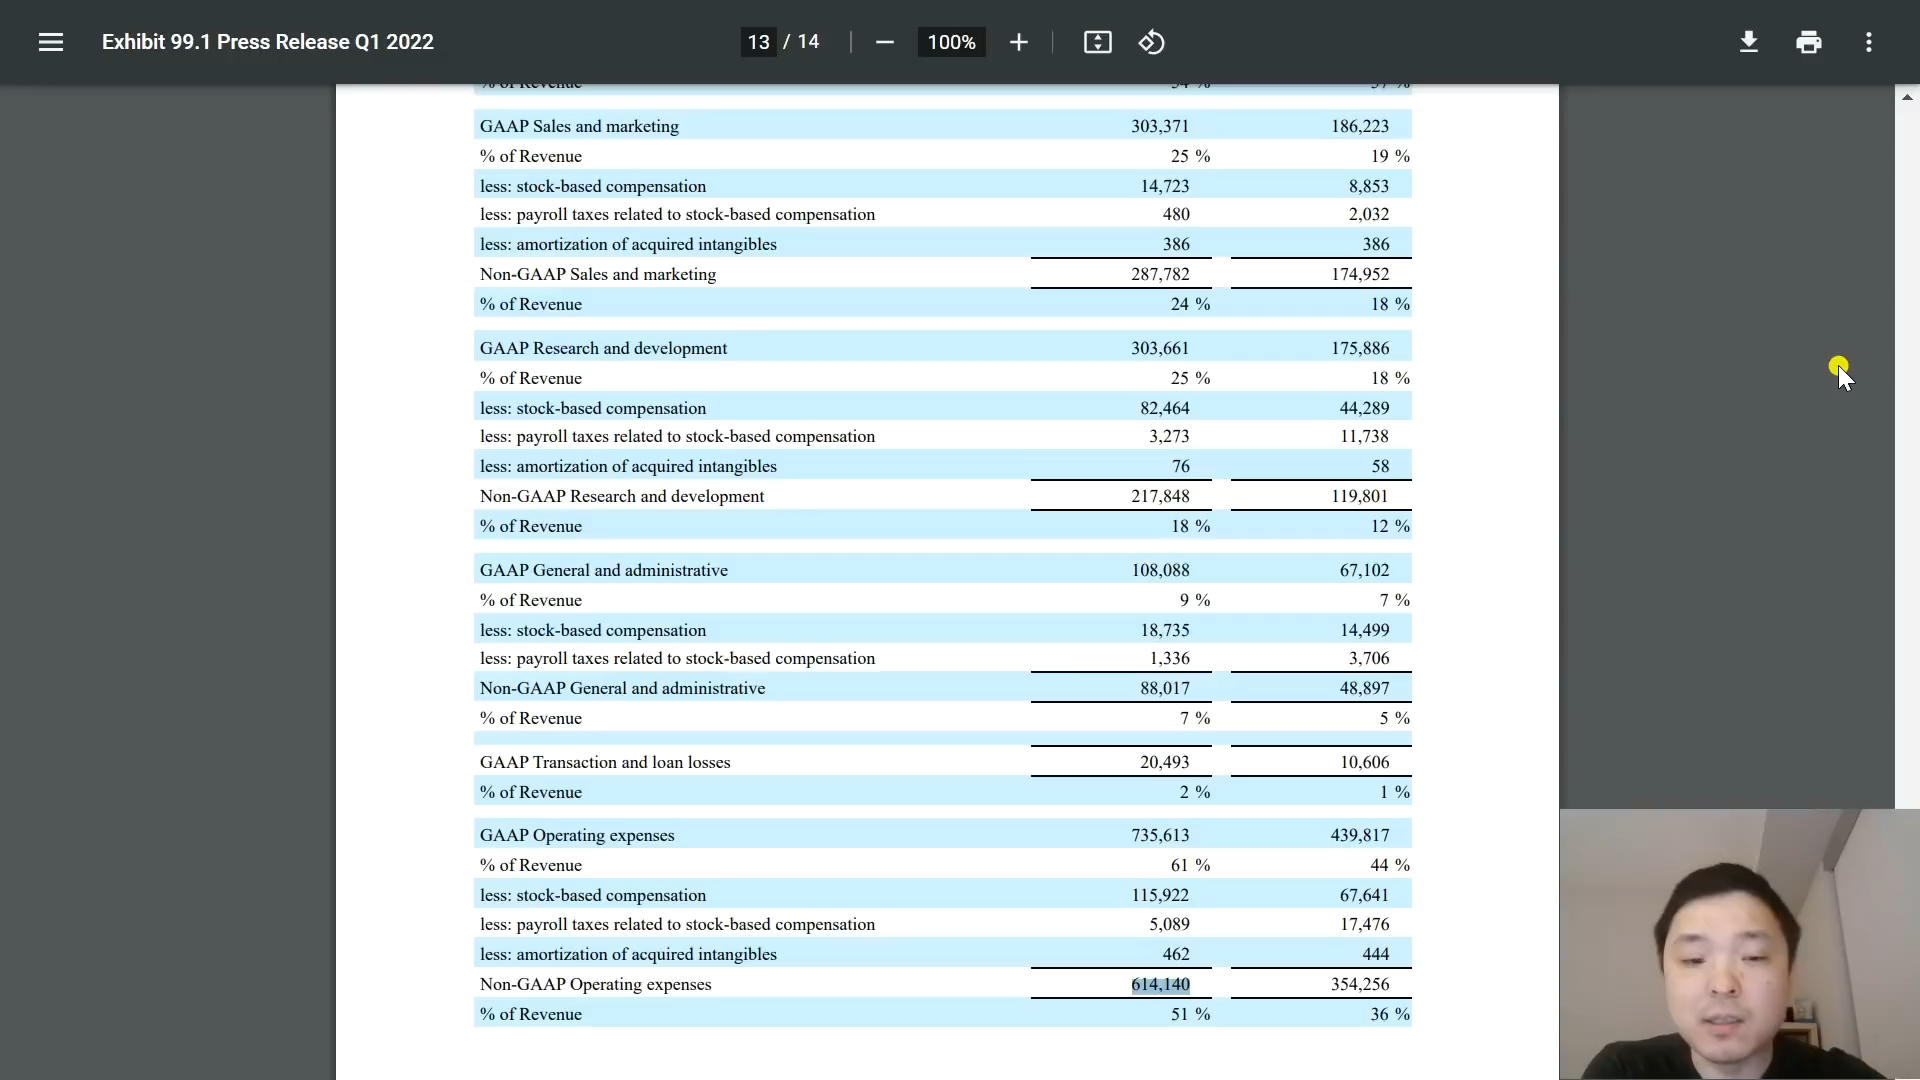 Exhibit 99.1 Press Release Q1 2022 13 / 14 100%
% of Revenue 54 % 57 %
GAAP Sales and marketing 303,371 186,223
% of Revenue 25 % 19 %
less: stock-based compensation 14,723 8,853
less: payroll taxes related to stock-based compensation 480 2,032
less: amortization of acquired intangibles 386 386
Non-GAAP Sales and marketing 287,782 174,952
% of Revenue 24 % 18 %
GAAP Research and development 303,661 175,886
% of Revenue 25 % 18 %
less: stock-based compensation 82,464 44,289
less: payroll taxes related to stock-based compensation 3,273 11,738
less: amortization of acquired intangibles 76 58
Non-GAAP Research and development 217,848 119,801
% of Revenue 18 % 12 %
GAAP General and administrative 108,088 67,102
% of Revenue 9 % 7 %
less: stock-based compensation 18,735 14,499
less: payroll taxes related to stock-based compensation 1,336 3,706
Non-GAAP General and administrative 88,017 48,897
% of Revenue 7 % 5 %
GAAP Transaction and loan losses 20,493 10,606
% of Revenue 2 % 1 %
GAAP Operating expenses 735,613 439,817
% of Revenue 61 % 44 %
less: stock-based compensation 115,922 67,641
less: payroll taxes related to stock-based compensation 5,089 17,476
less: amortization of acquired intangibles 462 444
Non-GAAP Operating expenses 614,140 354,256
% of Revenue 51 % 36 %